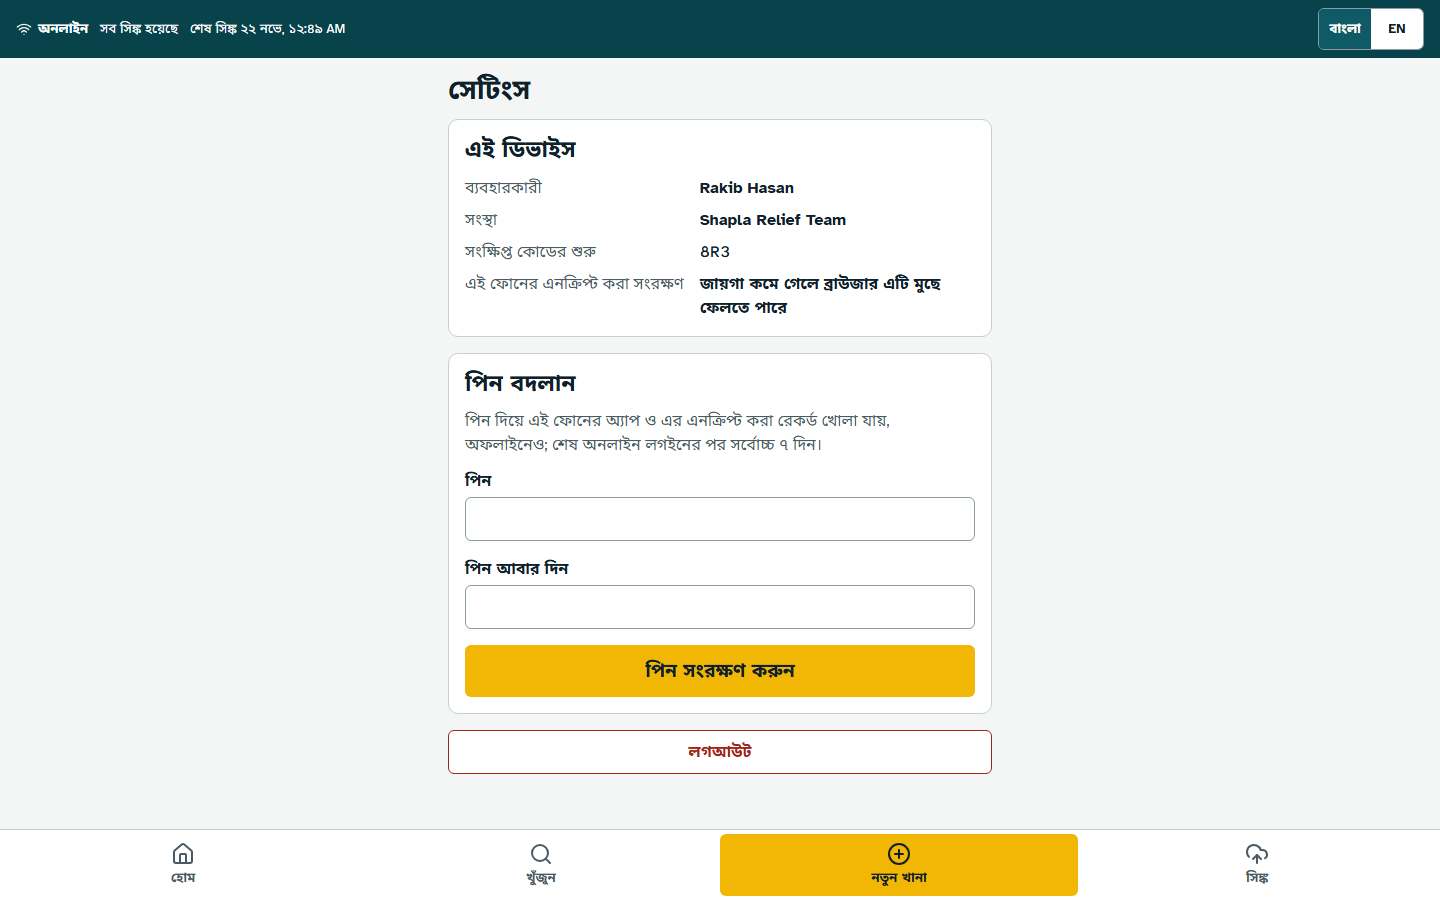 অনলাইন সব সিঙ্ক হয়েছে শেষ সিঙ্ক ২২ নভে, ১২:৪৯ AM
বাংলা EN
সেটিংস
এই ডিভাইস
ব্যবহারকারী Rakib Hasan
সংস্থা Shapla Relief Team
সংক্ষিপ্ত কোডের শুরু 8R3
এই ফোনের এনক্রিপ্ট করা সংরক্ষণ জায়গা কমে গেলে ব্রাউজার এটি মুছে
ফেলতে পারে
পিন বদলান
পিন দিয়ে এই ফোনের অ্যাপ ও এর এনক্রিপ্ট করা রেকর্ড খোলা যায়,
অফলাইনেও; শেষ অনলাইন লগইনের পর সর্বোচ্চ ৭ দিন।
পিন
পিন আবার দিন
পিন সংরক্ষণ করুন
লগআউট
হোম
খুঁজুন
নতুন খানা
সিঙ্ক